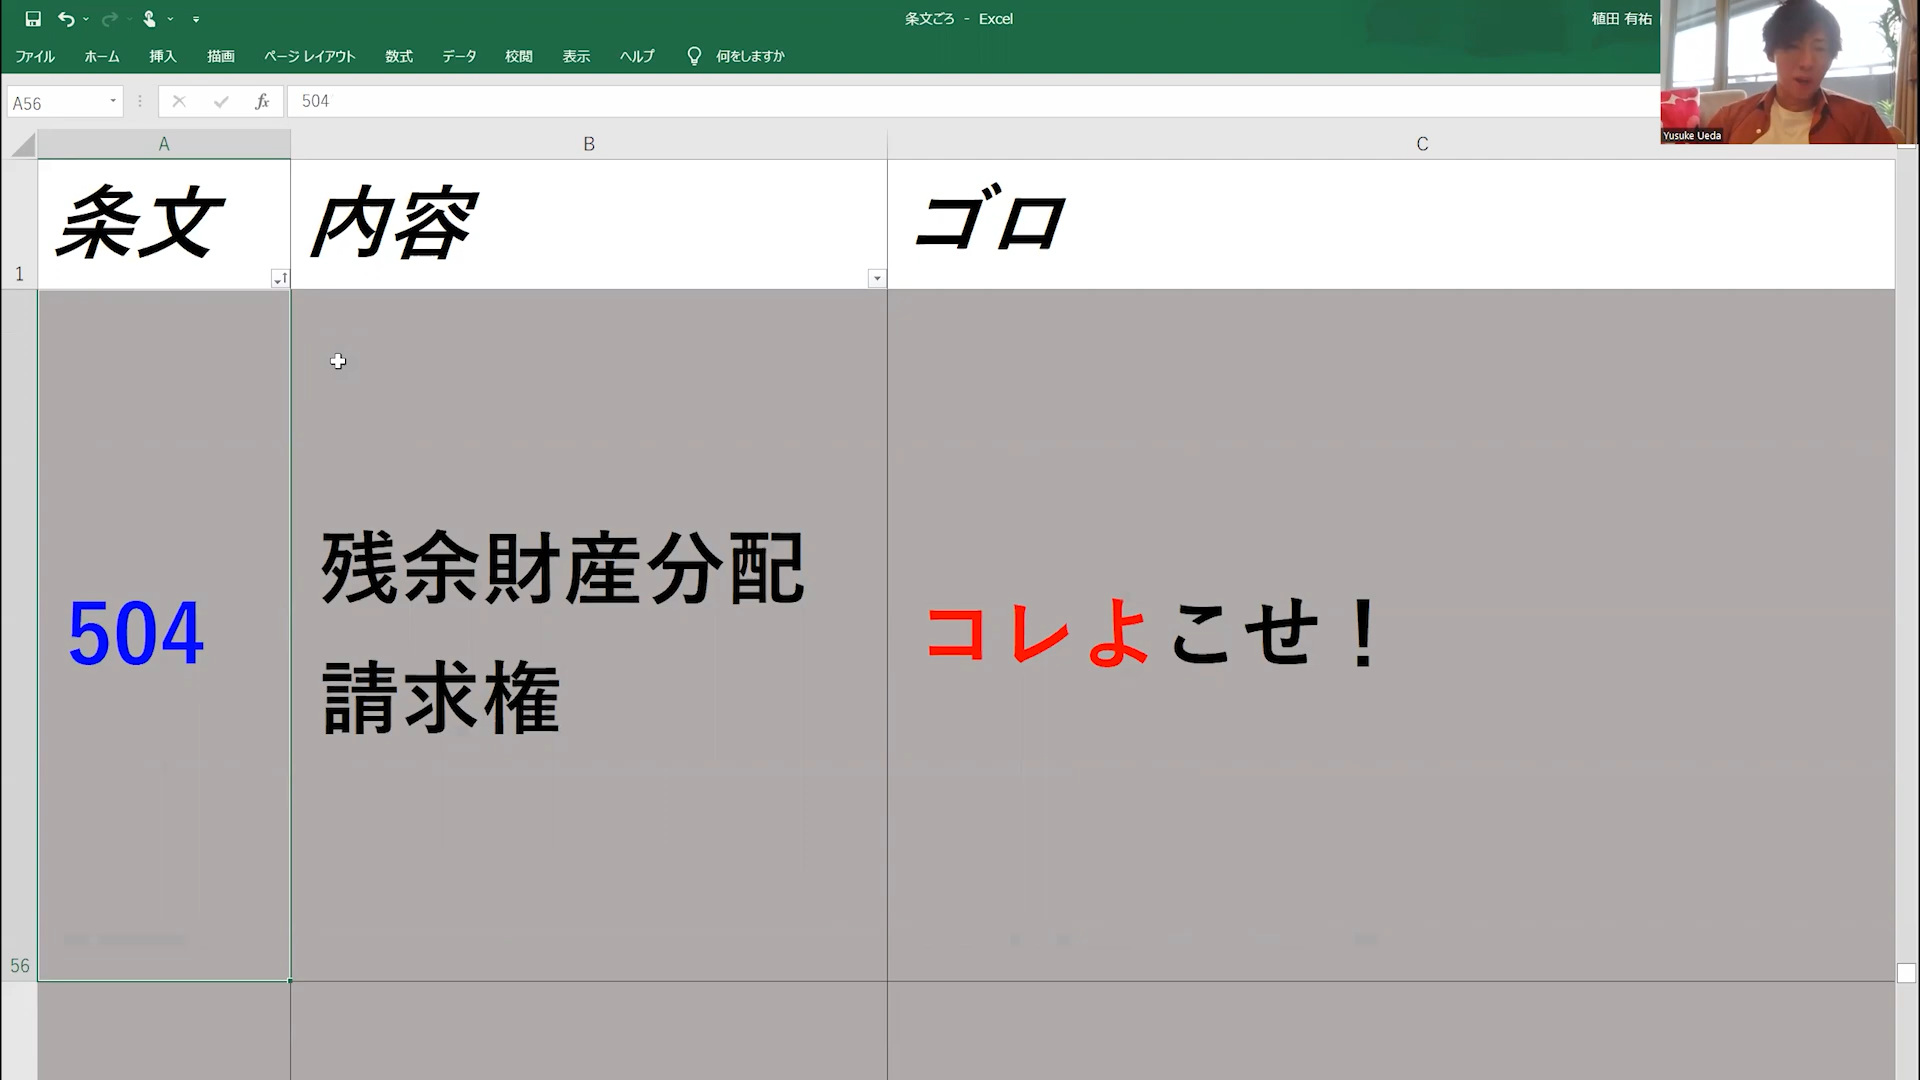 条文ごろ - Excel
植田 有祐
ファイル ホーム 挿入 描画 ページ レイアウト 数式 データ 校閲 表示 ヘルプ 何をしますか
Yusuke Ueda
A56 fx 504
A B C
1 条文 内容 ゴロ
残余財産分配
504 コレよこせ！
請求権
56